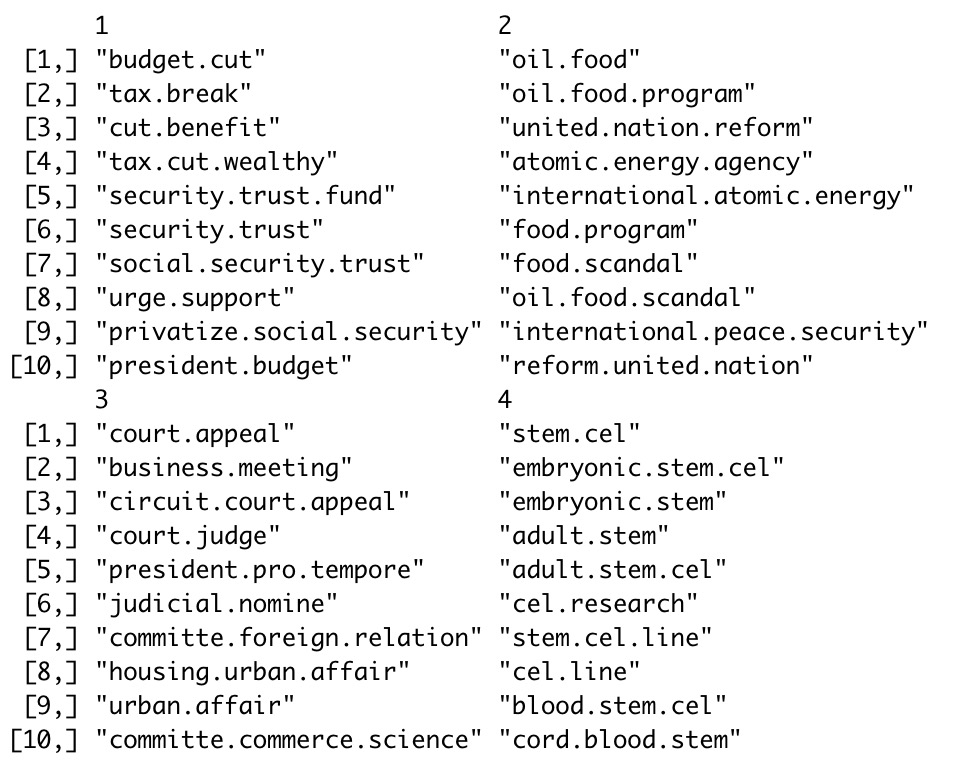 1 2
[1,] "budget.cut" "oil.food"
[2,] "tax.break" "oil.food.program"
[3,] "cut.benefit" "united.nation.reform"
[4,] "tax.cut.wealthy" "atomic.energy.agency"
[5,] "security.trust.fund" "international.atomic.energy"
[6,] "security.trust" "food.program"
[7,] "social.security.trust" "food.scandal"
[8,] "urge.support" "oil.food.scandal"
[9,] "privatize.social.security" "international.peace.security"
[10,] "president.budget" "reform.united.nation"
3 4
[1,] "court.appeal" "stem.cel"
[2,] "business.meeting" "embryonic.stem.cel"
[3,] "circuit.court.appeal" "embryonic.stem"
[4,] "court.judge" "adult.stem"
[5,] "president.pro.tempore" "adult.stem.cel"
[6,] "judicial.nomine" "cel.research"
[7,] "committe.foreign.relation" "stem.cel.line"
[8,] "housing.urban.affair" "cel.line"
[9,] "urban.affair" "blood.stem.cel"
[10,] "committe.commerce.science" "cord.blood.stem"